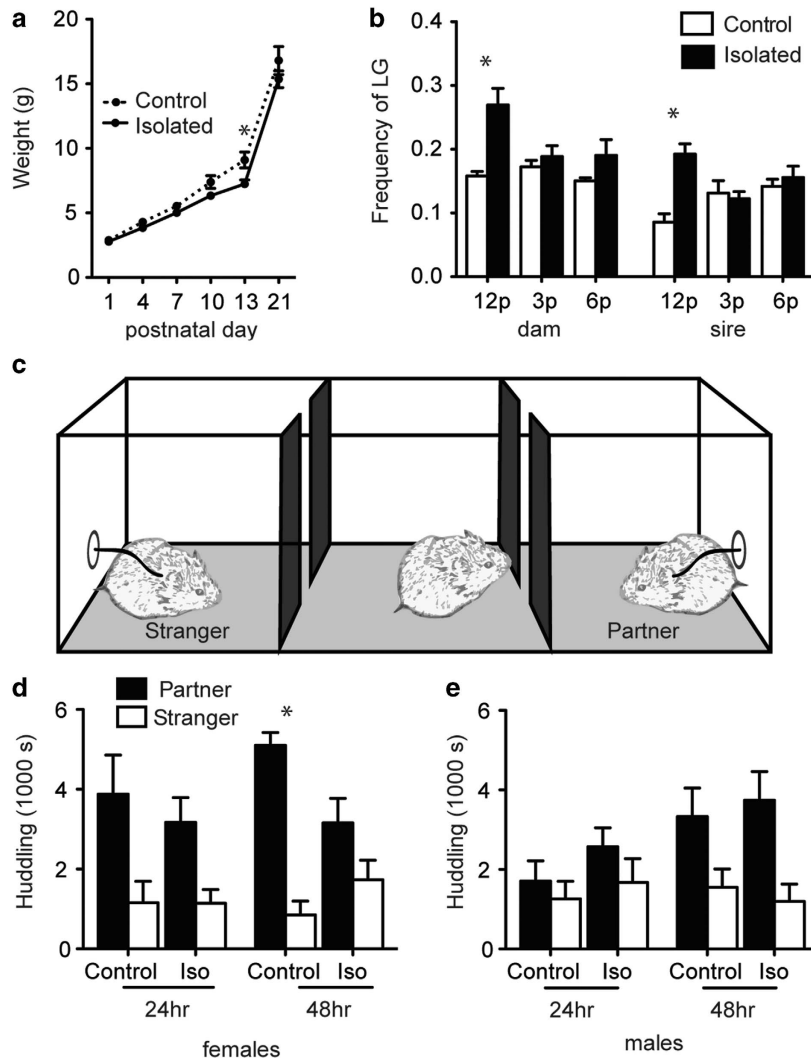 a
20
15
10
5
0
Weight (g)
Control
Isolated
*
1 4 7 10 13 21
postnatal day
b
Control
Isolated
0.4
0.3
0.2
0.1
0.0
Frequency of LG
*
*
12p 3p 6p 12p 3p 6p
dam sire
c
Stranger
Partner
d
Partner
Stranger
6
4
2
0
Huddling (1000 s)
*
Control Iso Control Iso
24hr 48hr
females
e
6
4
2
0
Huddling (1000 s)
Control Iso Control Iso
24hr 48hr
males